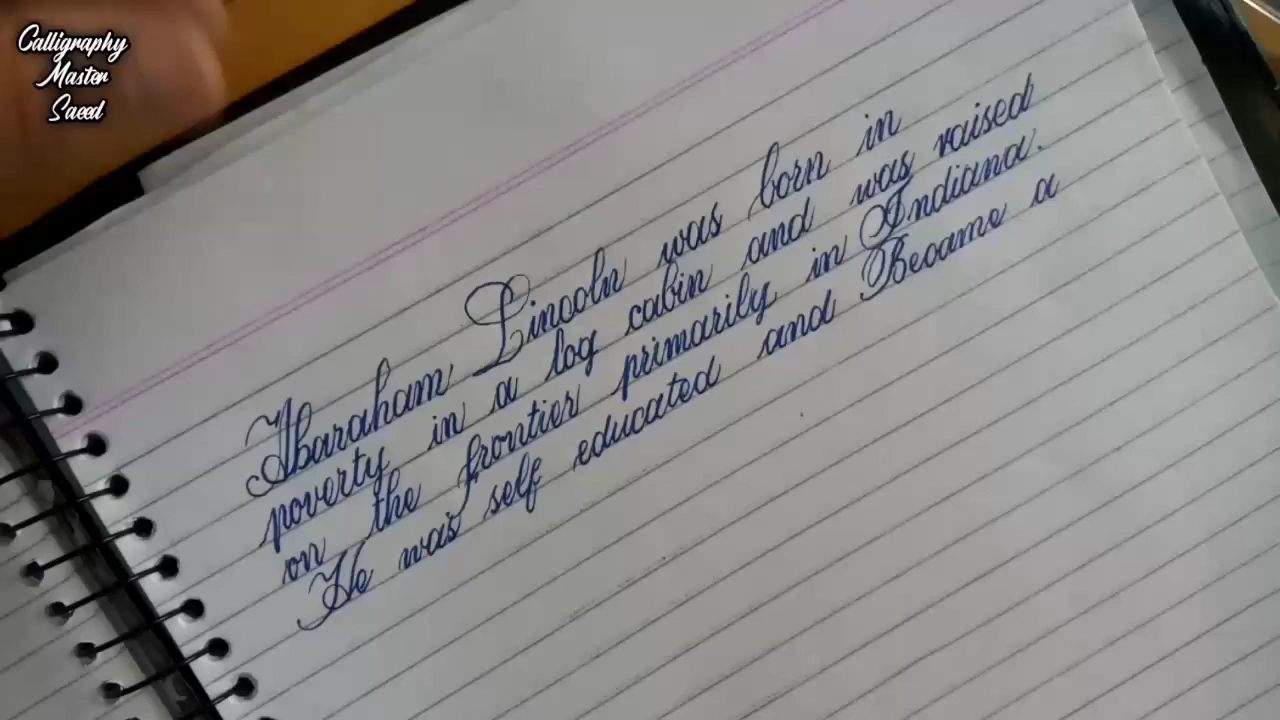 Calligraphy
Master
Saeed
Abaraham Lincoln was born in
poverty in a log cabin and was raised
on the frontier primarily in Indiana.
He was self educated and Became a